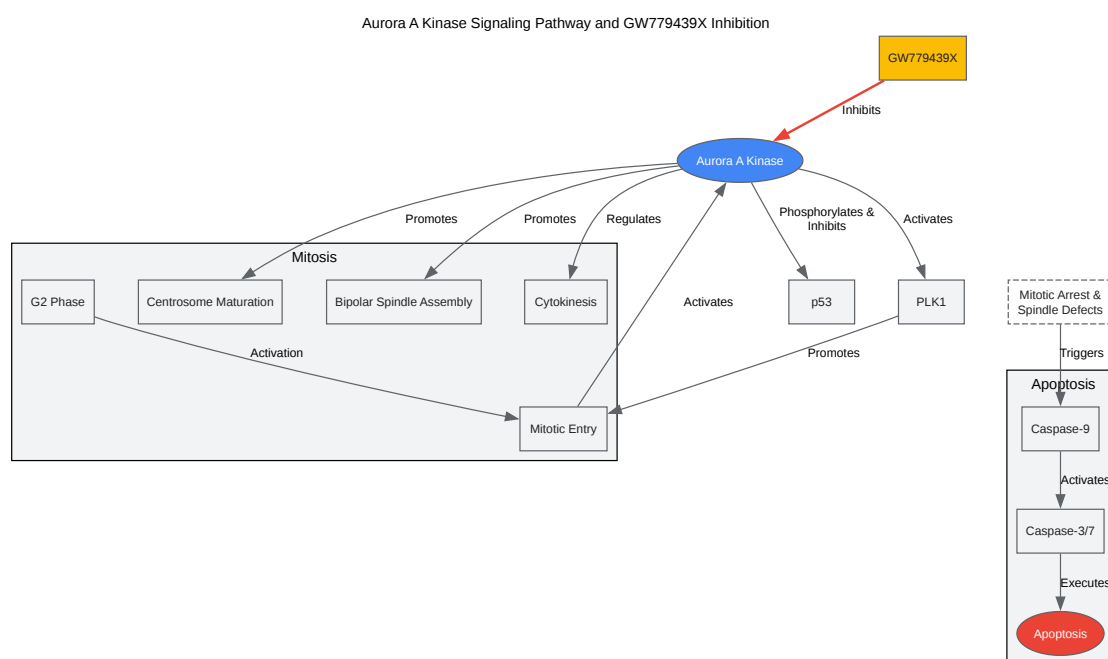 Aurora A Kinase Signaling Pathway and GW779439X Inhibition
GW779439X
Inhibits
Aurora A Kinase
Promotes
Promotes
Regulates
Phosphorylates &
Inhibits
Activates
Mitosis
G2 Phase
Centrosome Maturation
Bipolar Spindle Assembly
Cytokinesis
Activates
p53
PLK1
Mitotic Arrest &
Spindle Defects
Activation
Promotes
Triggers
Apoptosis
Mitotic Entry
Caspase-9
Activates
Caspase-3/7
Executes
Apoptosis